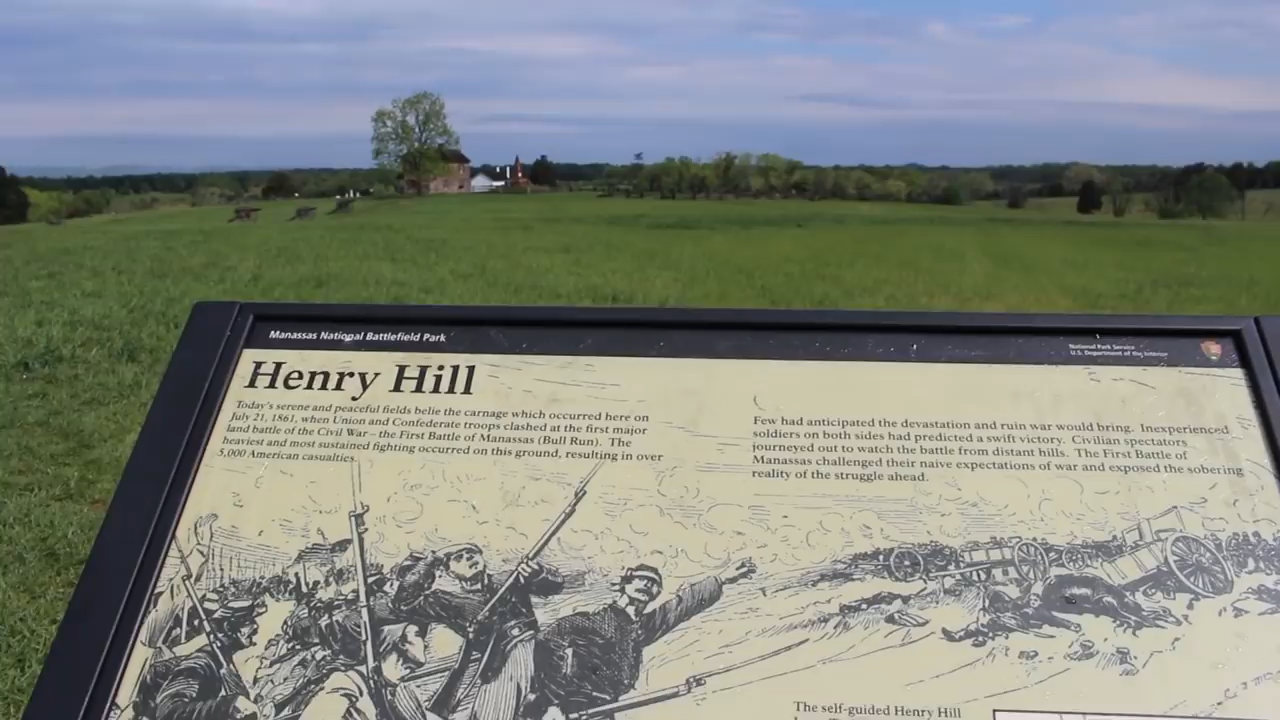 Manassas National Battlefield Park
National Park Service
U.S. Department of the Interior
Henry Hill
Today's serene and peaceful fields belie the carnage which occurred here on
July 21, 1861, when Union and Confederate troops clashed at the first major
land battle of the Civil War – the First Battle of Manassas (Bull Run). The
heaviest and most sustained fighting occurred on this ground, resulting in over
5,000 American casualties.
Few had anticipated the devastation and ruin war would bring. Inexperienced
soldiers on both sides had predicted a swift victory. Civilian spectators
journeyed out to watch the battle from distant hills. The First Battle of
Manassas challenged their naive expectations of war and exposed the sobering
reality of the struggle ahead.
The self-guided Henry Hill